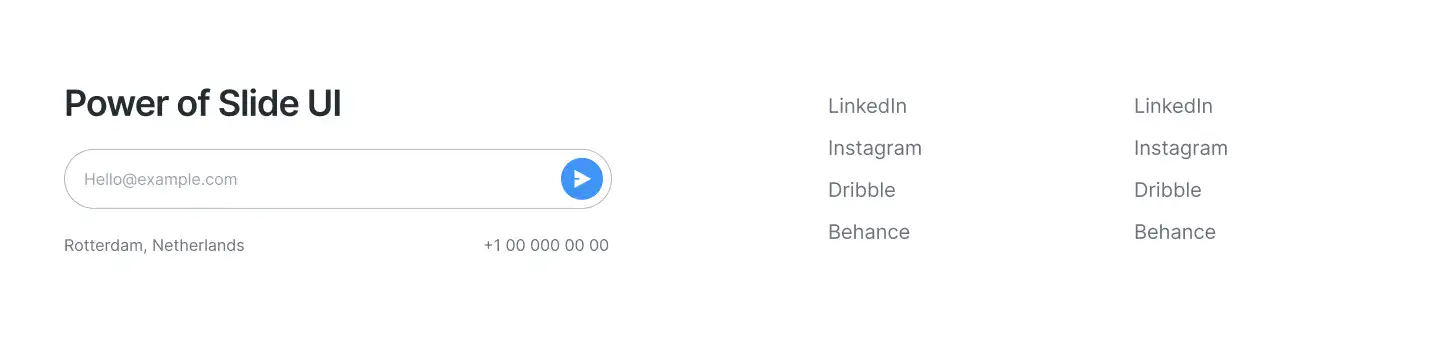 Power of Slide UI
Hello@example.com
Rotterdam, Netherlands
+1 00 000 00 00
LinkedIn
Instagram
Dribble
Behance
LinkedIn
Instagram
Dribble
Behance